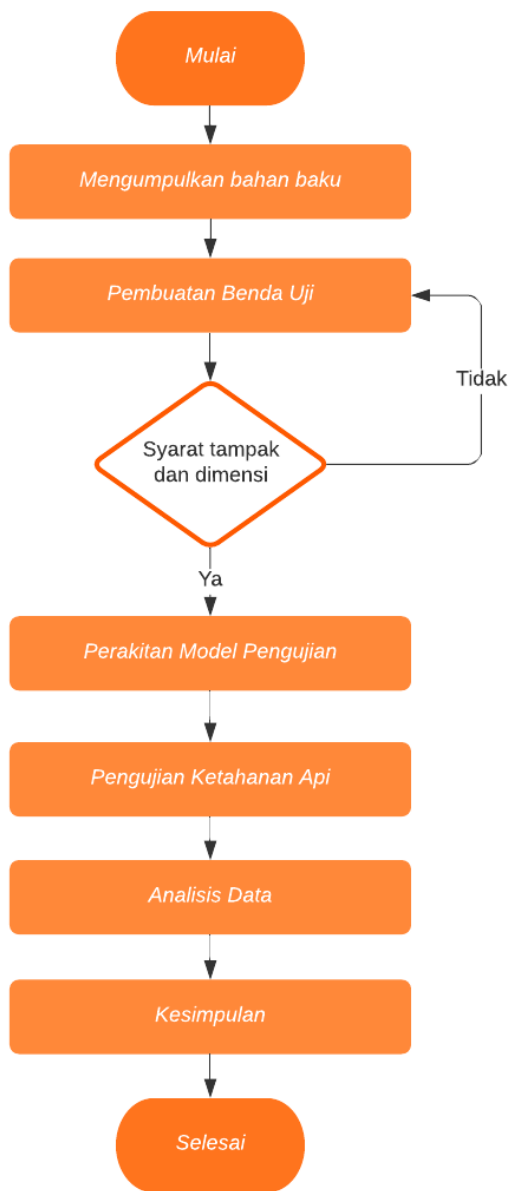 Mulai
Mengumpulkan bahan baku
Pembuatan Benda Uji
Tidak
Syarat tampak
dan dimensi
Ya
Perakitan Model Pengujian
Pengujian Ketahanan Api
Analisis Data
Kesimpulan
Selesai